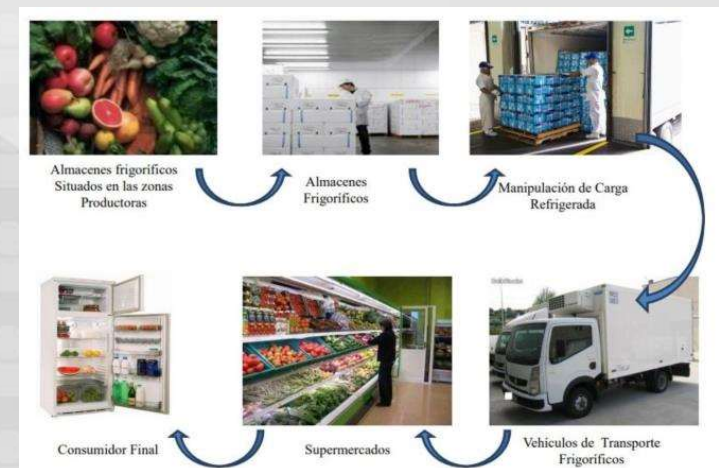 Almacenes frigoríficos
Situados en las zonas
Productoras
Almacenes
Frigoríficos
Manipulación de Carga
Refrigerada
Consumidor Final
Supermercados
Vehículos de Transporte
Frigoríficos